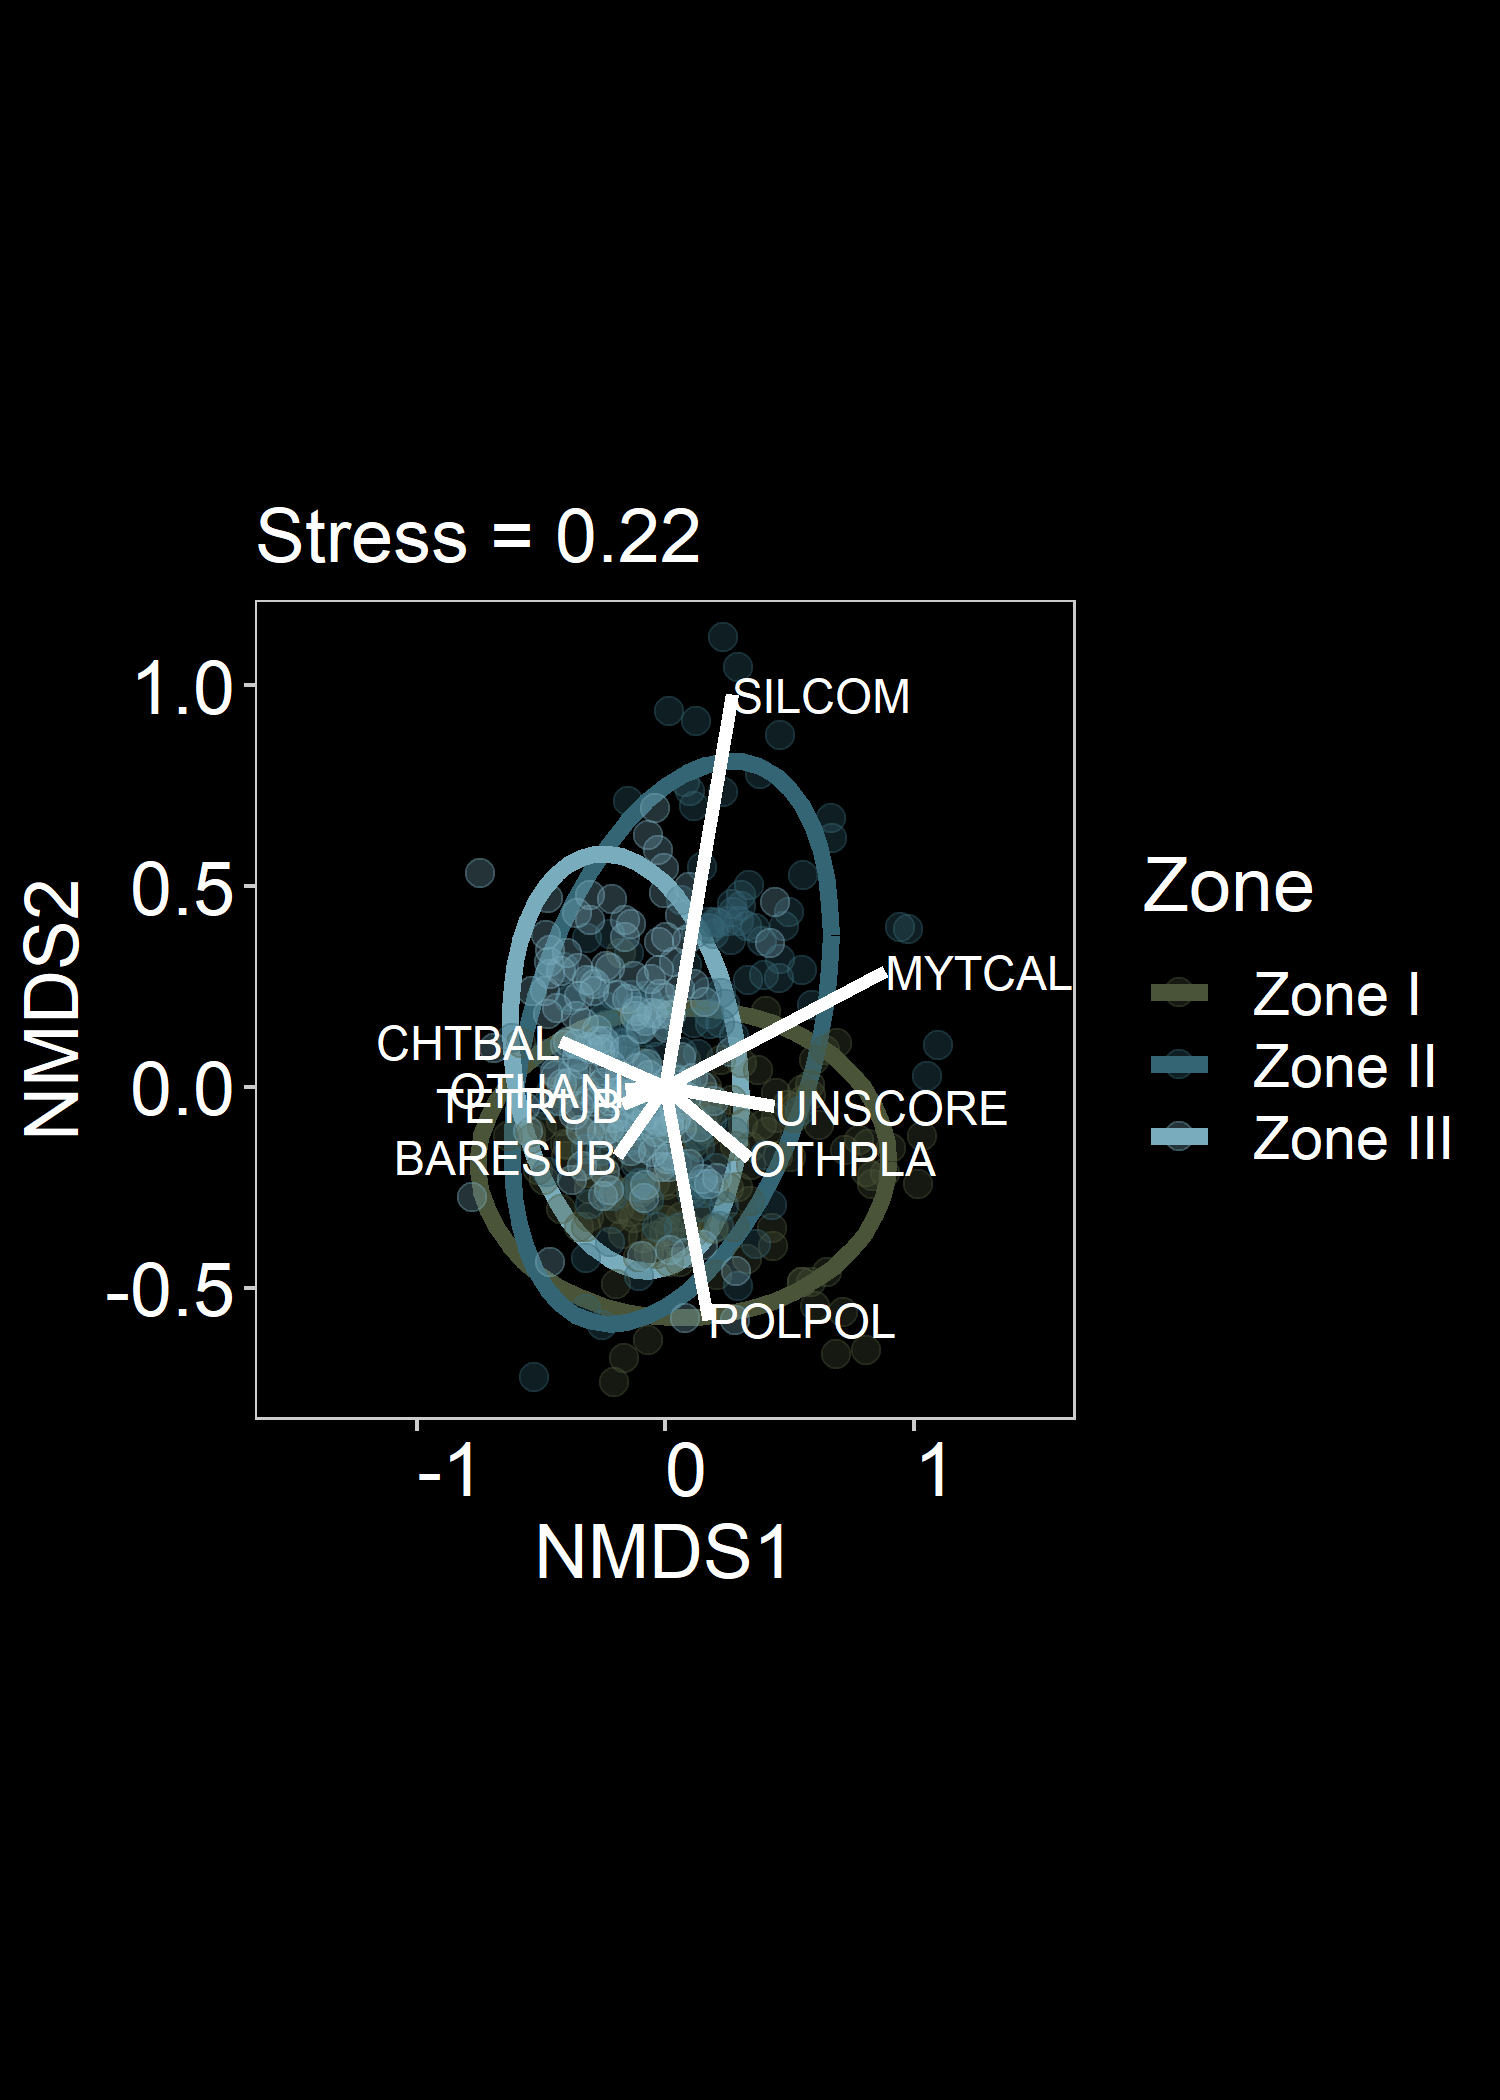 Stress = 0.22
1.0
0.5
0.0
-0.5
NMDS2
SILCOM
MYTCAL
CHTBAL
OTHANI
TETRUB
UNSCORE
BARESUB
OTHPLA
POLPOL
-1
0
1
NMDS1
Zone
Zone I
Zone II
Zone III